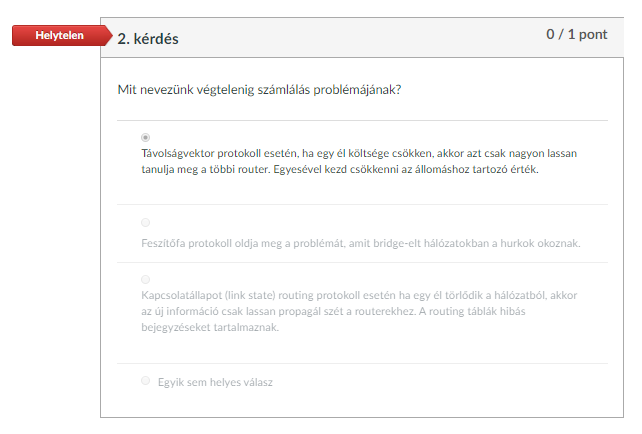 Helytelen
2. kérdés
0 / 1 pont
Mit nevezünk végtelenig számlálás problémájának?
Távolságvektor protokoll esetén, ha egy él költsége csökken, akkor azt csak nagyon lassan
tanulja meg a többi router. Egyesével kezd csökkenni az állomáshoz tartozó érték.
Feszítőfa protokoll oldja meg a problémát, amit bridge-elt hálózatokban a hurkok okoznak.
Kapcsolatállapot (link state) routing protokoll esetén ha egy él törlődik a hálózatból, akkor
az új információ csak lassan propagál szét a routerekhez. A routing táblák hibás
bejegyzéseket tartalmaznak.
Egyik sem helyes válasz